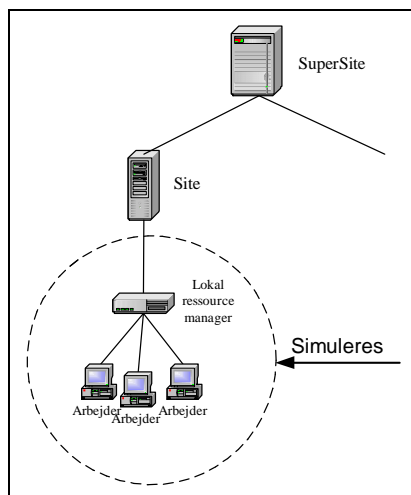 SuperSite
Site
Lokal
ressource
manager
Simuleres
Arbejder
Arbejder
Arbejder